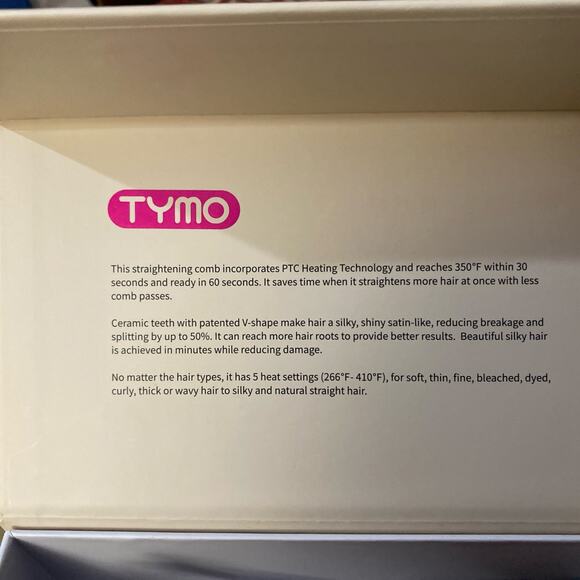 TYMO
This straightening comb incorporates PTC Heating Technology and reaches 350°F within 30
seconds and ready in 60 seconds. It saves time when it straightens more hair at once with less
comb passes.
Ceramic teeth with patented V-shape make hair a silky, shiny satin-like, reducing breakage and
splitting by up to 50%. It can reach more hair roots to provide better results. Beautiful silky hair
is achieved in minutes while reducing damage.
No matter the hair types, it has 5 heat settings (266°F- 410°F), for soft, thin, fine, bleached, dyed,
curly, thick or wavy hair to silky and natural straight hair.